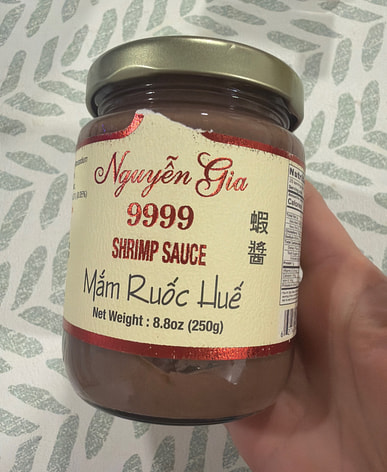 Nguyễn Gia
9999
SHRIMP SAUCE
蝦醬
Mắm Ruốc Huế
Net Weight : 8.8oz (250g)